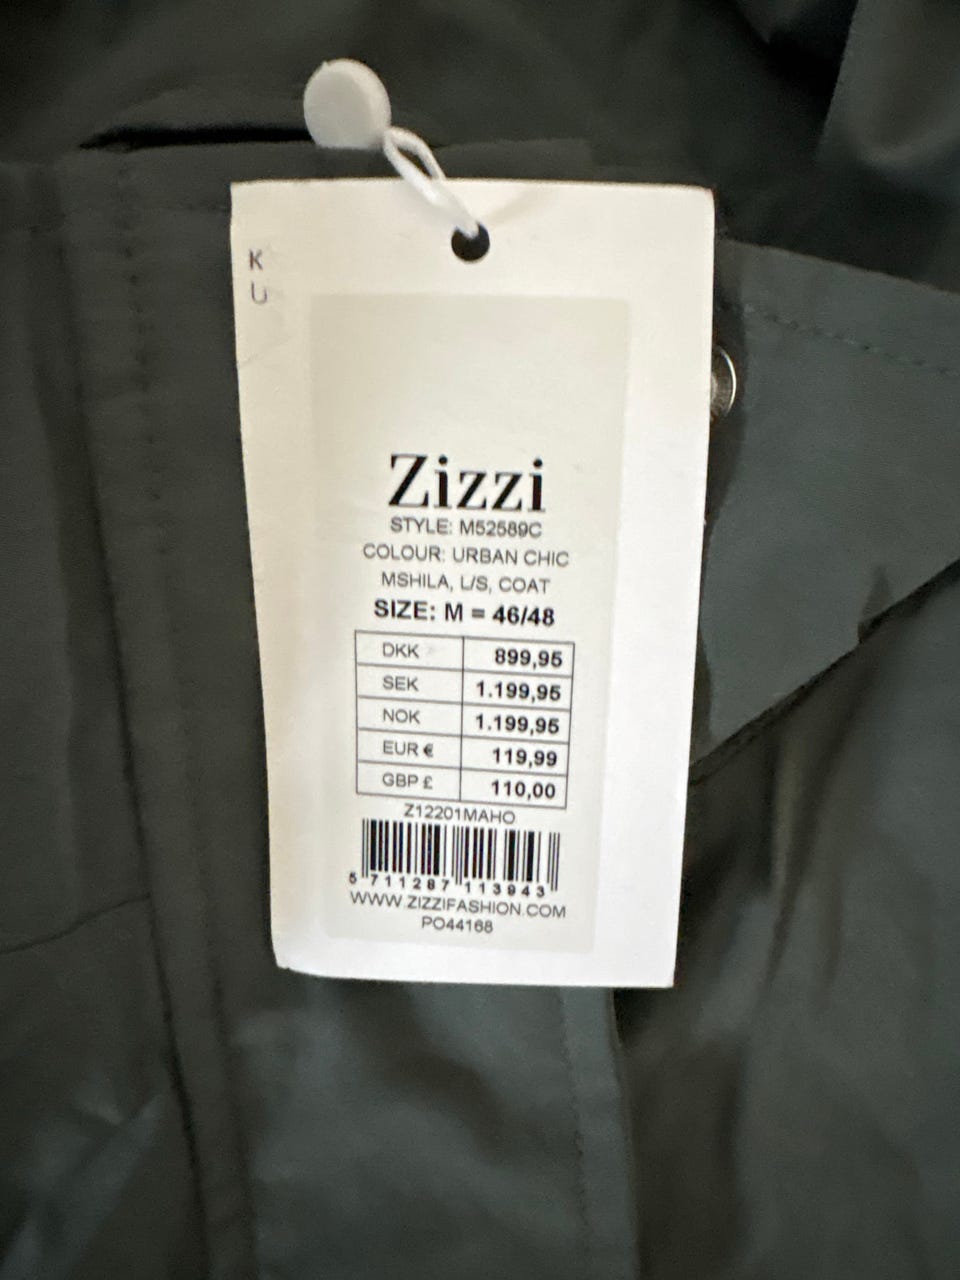 K
U
Zizzi
STYLE: M52589C
COLOUR: URBAN CHIC
MSHILA, L/S, COAT
SIZE: M = 46/48
DKK 899,95
SEK 1.199,95
NOK 1.199,95
EUR € 119,99
GBP £ 110,00
Z12201MAHO
5 711287 113943
WWW.ZIZZIFASHION.COM
PO44168